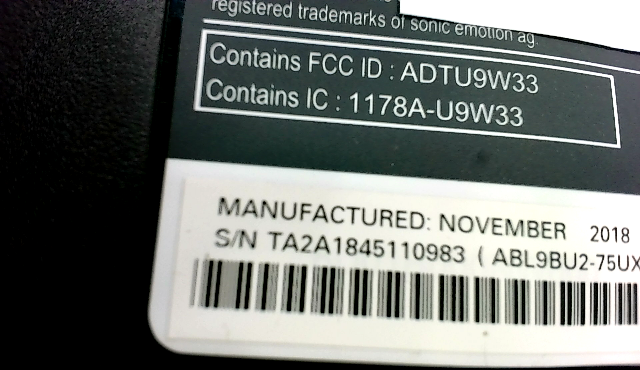 registered trademarks of sonic emotion ag.
Contains FCC ID : ADTU9W33
Contains IC : 1178A-U9W33
MANUFACTURED: NOVEMBER 2018
S/N TA2A1845110983 ( ABL9BU2-75UX